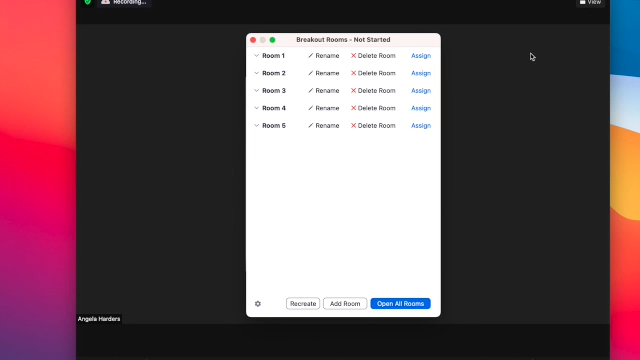 Recording...
View
Breakout Rooms - Not Started
Room 1 Rename Delete Room Assign
Room 2 Rename Delete Room Assign
Room 3 Rename Delete Room Assign
Room 4 Rename Delete Room Assign
Room 5 Rename Delete Room Assign
Recreate Add Room Open All Rooms
Angela Harders